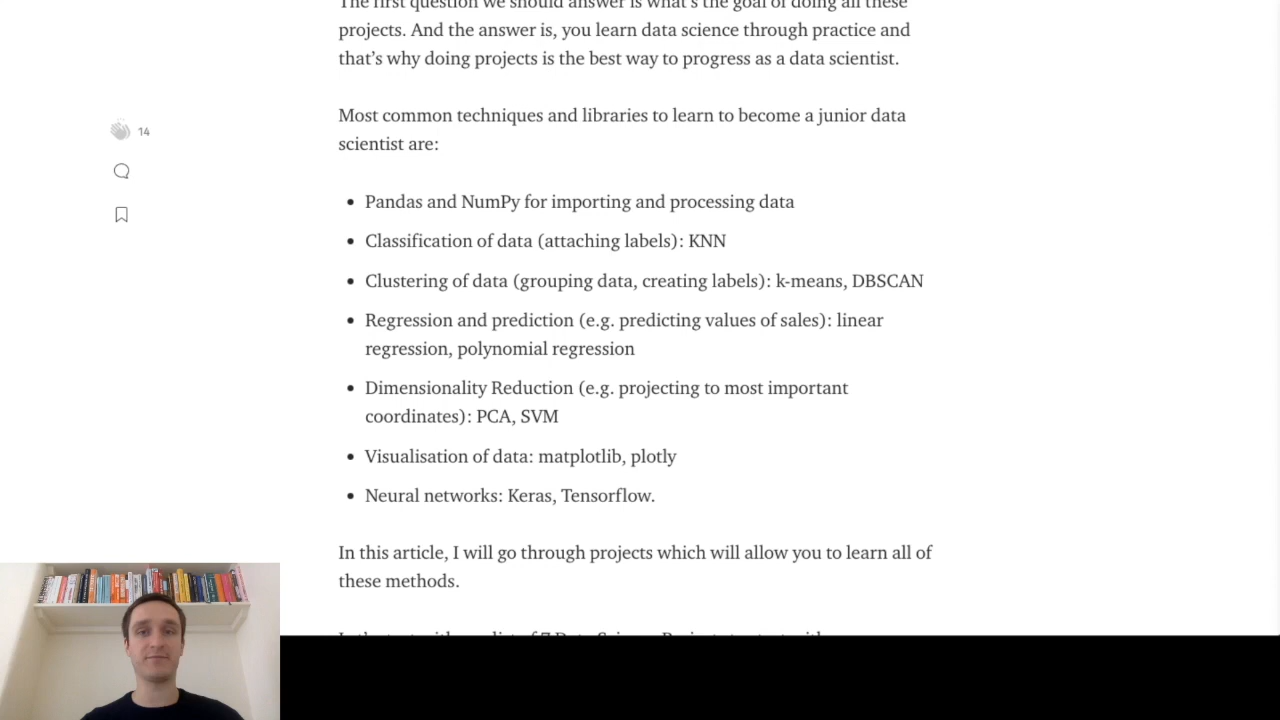 The first question we should answer is what's the goal of doing all these
projects. And the answer is, you learn data science through practice and
that's why doing projects is the best way to progress as a data scientist.
Most common techniques and libraries to learn to become a junior data
scientist are:
14
• Pandas and NumPy for importing and processing data
• Classification of data (attaching labels): KNN
• Clustering of data (grouping data, creating labels): k-means, DBSCAN
• Regression and prediction (e.g. predicting values of sales): linear
regression, polynomial regression
• Dimensionality Reduction (e.g. projecting to most important
coordinates): PCA, SVM
• Visualisation of data: matplotlib, plotly
• Neural networks: Keras, Tensorflow.
In this article, I will go through projects which will allow you to learn all of
these methods.